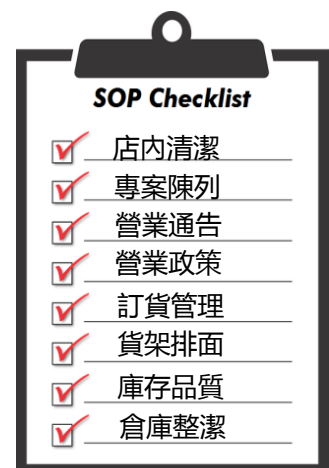 SOP Checklist
店內清潔
專案陳列
營業通告
營業政策
訂貨管理
貨架排面
庫存品質
倉庫整潔